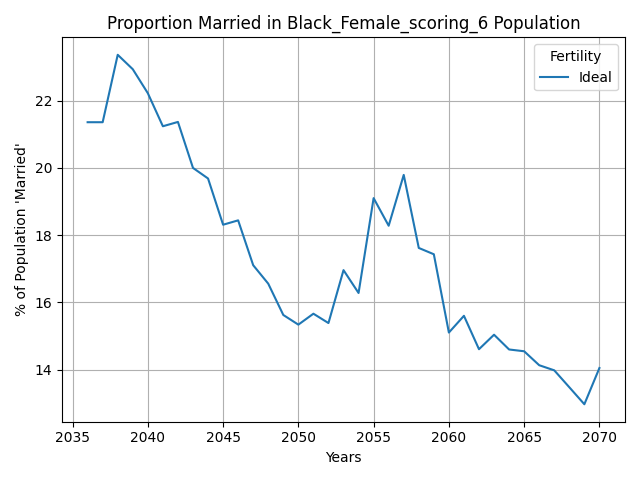 Proportion Married in Black_Female_scoring_6 Population
Fertility
Ideal
% of Population 'Married'
22
20
18
16
14
2035 2040 2045 2050 2055 2060 2065 2070
Years